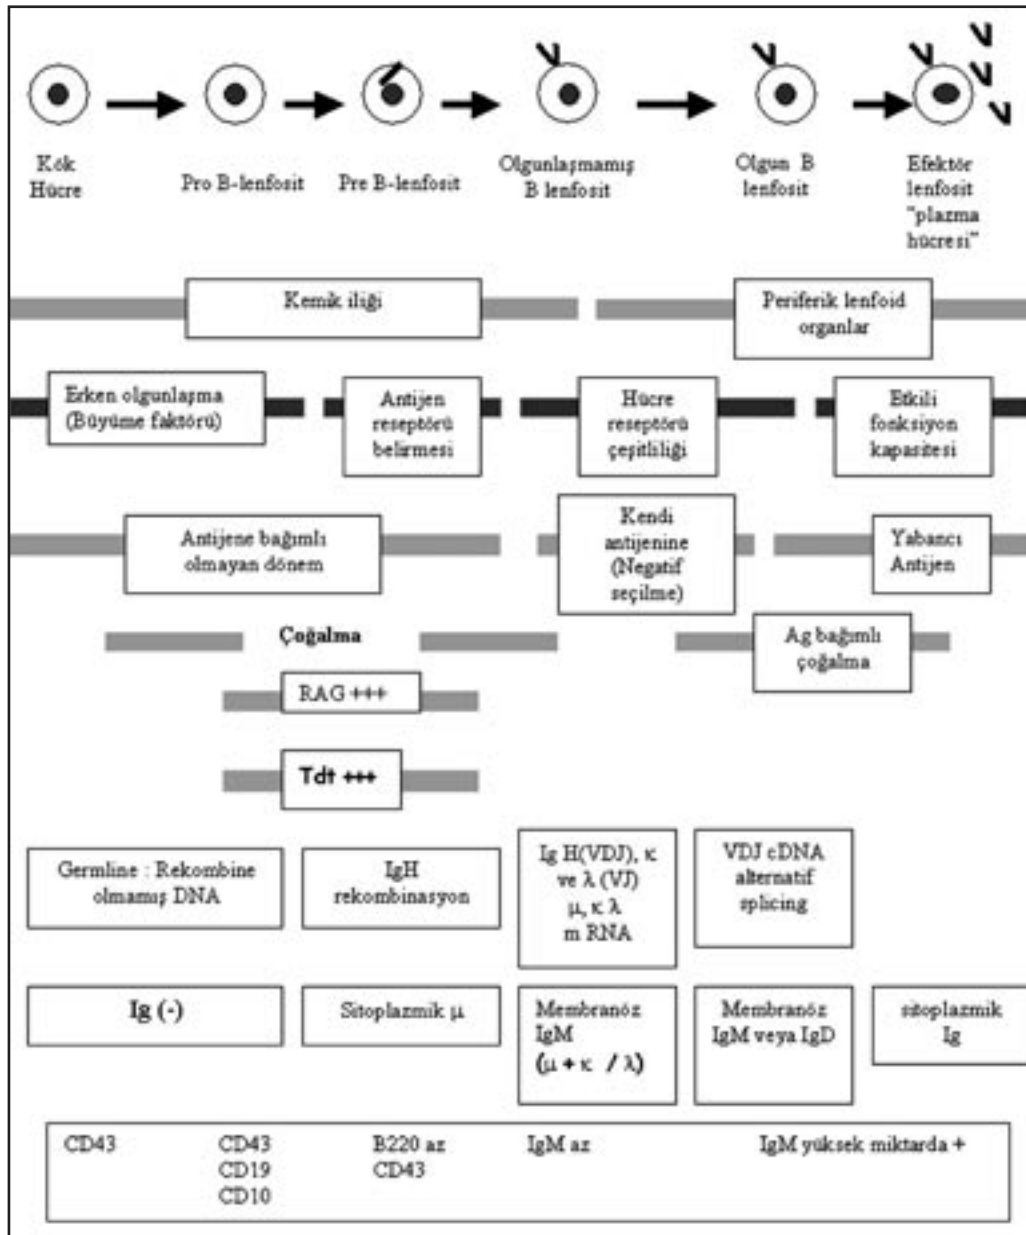 Kök
Hücre
Pro B-lenfosit
Pre B-lenfosit
Olgunlaşmamış
B lenfosit
Olgun B
lenfosit
Efektör
lenfosit
"plazma
hücresi"
Kemik iliği
Periferik lenfoid
organlar
Erken olgunlaşma
(Büyüme faktörü)
Antijen
reseptörü
belirmesi
Hücre
reseptörü
çeşitliliği
Etkili
fonksiyon
kapasitesi
Antijene bağımlı
olmayan dönem
Kendi
antijenine
(Negatif
seçilme)
Yabancı
Antijen
Çoğalma
Ag bağımlı
çoğalma
RAG +++
Tdt +++
Germline : Rekombine
olmamış DNA
IgH
rekombinasyon
Ig H(VDJ), κ
ve λ (VJ)
μ, κ λ
m RNA
VDJ cDNA
alternatif
splicing
Ig (-)
Sitoplazmik μ
Membranöz
IgM
(μ + κ / λ)
Membranöz
IgM veya IgD
sitoplazmik
Ig
CD43
CD43
CD19
CD10
B220 az
CD43
IgM az
IgM yüksek miktarda +